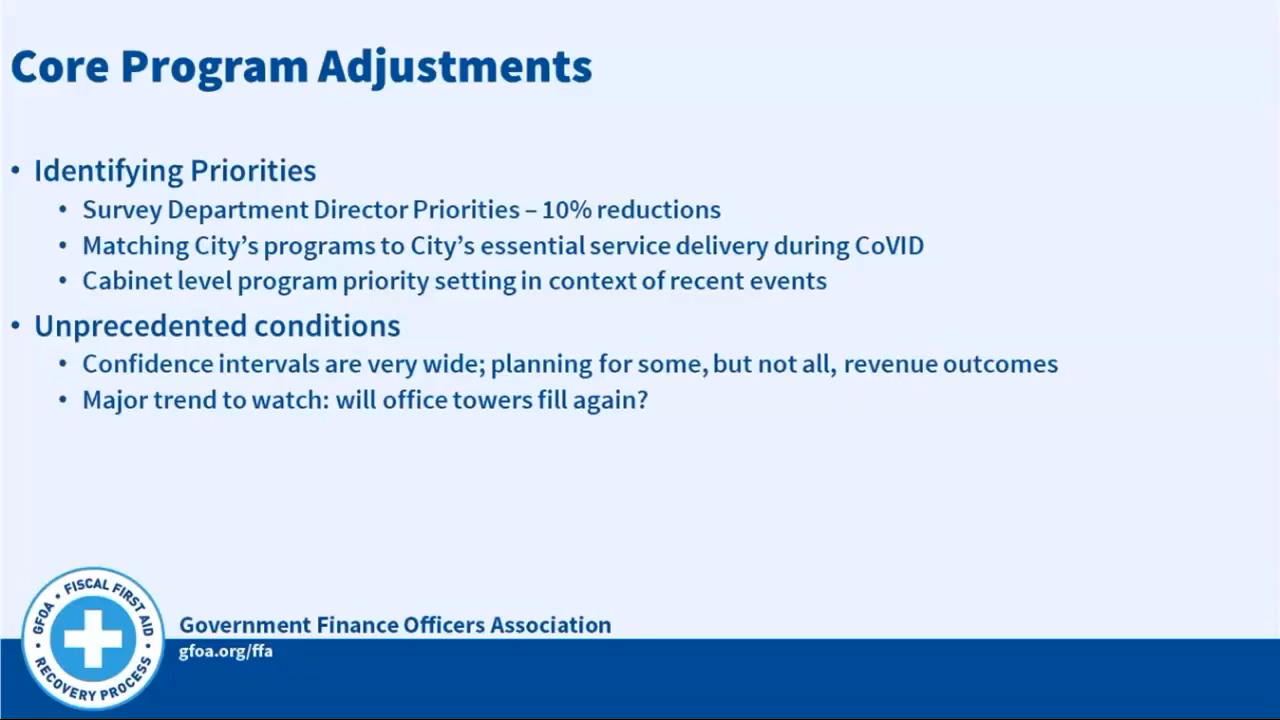 Core Program Adjustments
• Identifying Priorities
• Survey Department Director Priorities – 10% reductions
• Matching City’s programs to City’s essential service delivery during CoVID
• Cabinet level program priority setting in context of recent events
• Unprecedented conditions
• Confidence intervals are very wide; planning for some, but not all, revenue outcomes
• Major trend to watch: will office towers fill again?
GFOA • FISCAL FIRST AID • RECOVERY PROCESS •
Government Finance Officers Association
gfoa.org/ffa